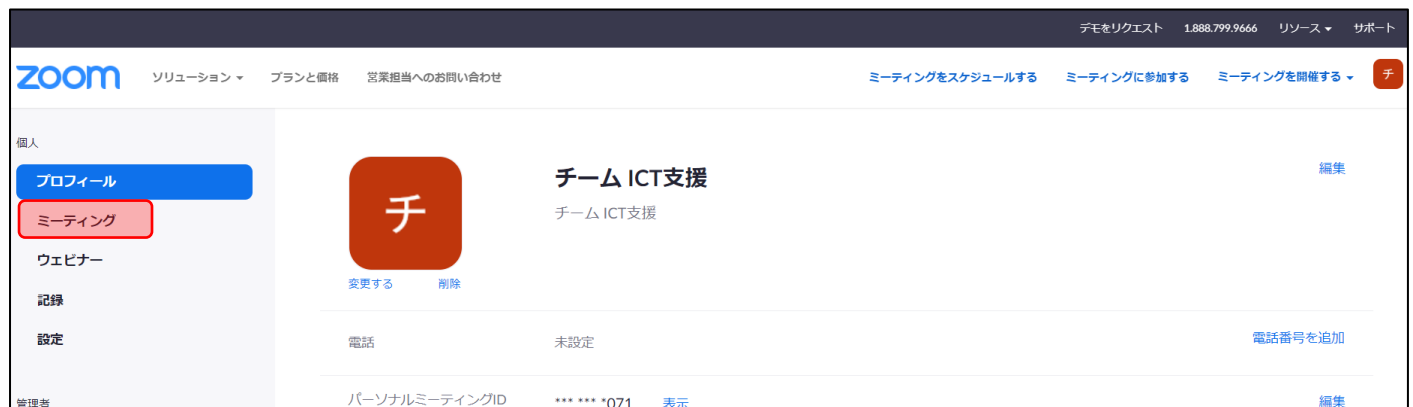 デモをリクエスト 1.888.799.9666 リソース サポート
zoom ソリューション プランと価格 営業担当へのお問い合わせ ミーティングをスケジュールする ミーティングに参加する ミーティングを開催する チ
個人
プロフィール
ミーティング
ウェビナー
記録
設定
管理者
チ
変更する 削除
チーム ICT支援 編集
チーム ICT支援
電話 未設定 電話番号を追加
パーソナルミーティングID *** *** *071 表示 編集